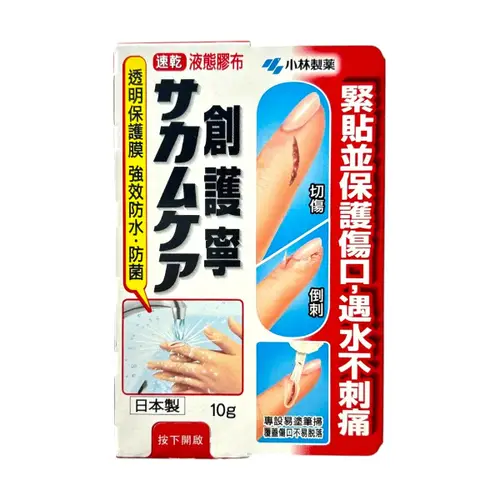 速乾 液態膠布
透明保護膜 強效防水・防菌
創護寧
サカムケア
日本製
10g
按下開啟
小林製薬
緊貼並保護傷口，遇水不刺痛
切傷
倒刺
專設易塗筆掃
覆蓋傷口不易脫落